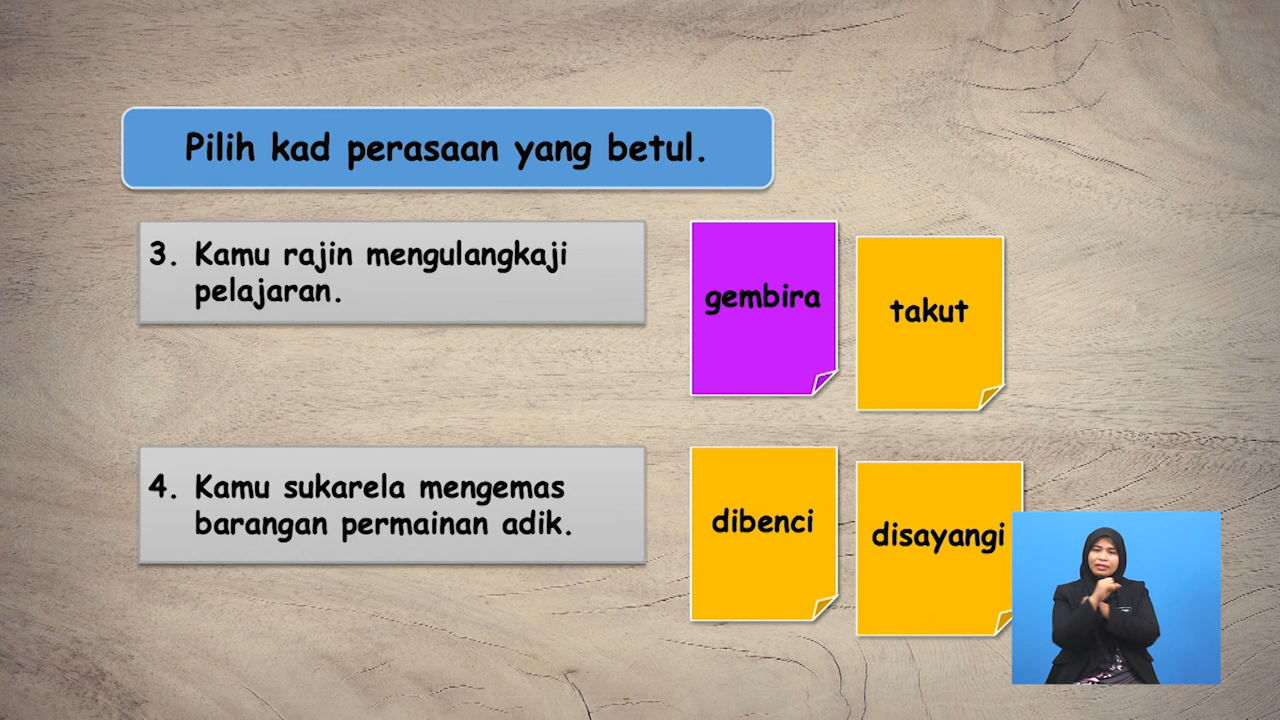 Pilih kad perasaan yang betul.
3. Kamu rajin mengulangkaji
pelajaran.
gembira
takut
4. Kamu sukarela mengemas
barangan permainan adik.
dibenci
disayangi